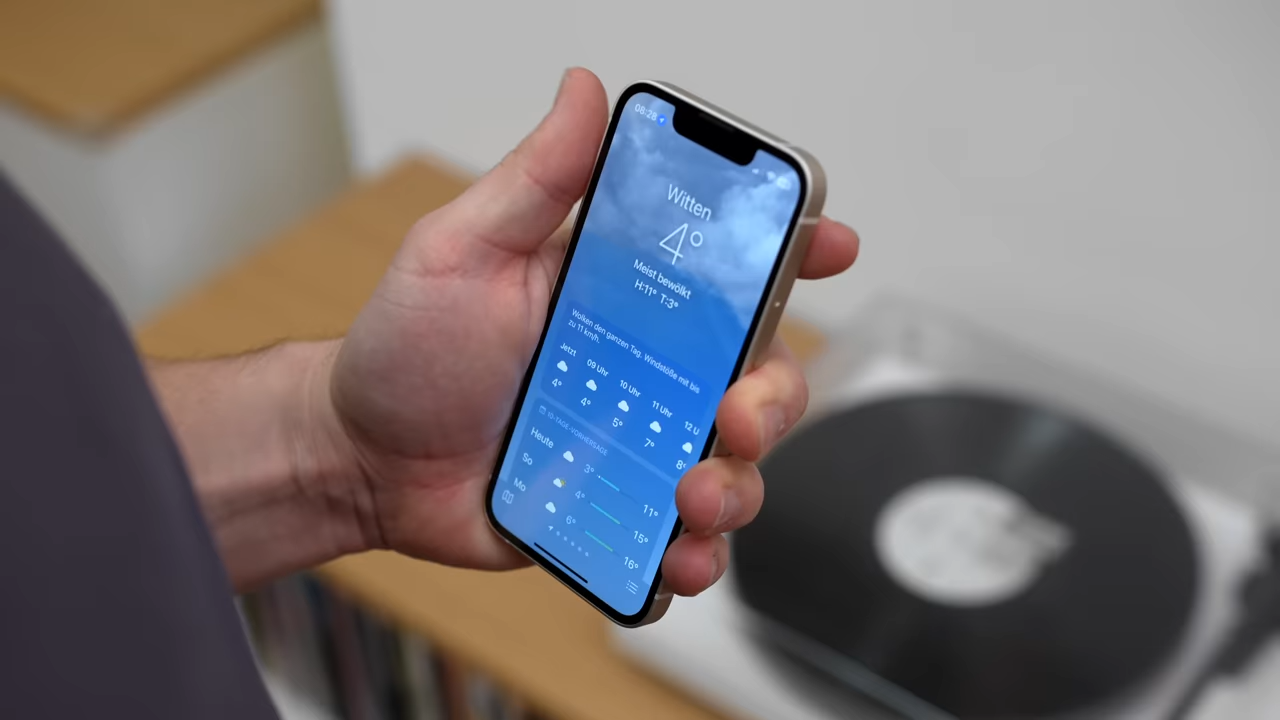 08:28
Witten
4°
Meist bewölkt
H:11° T:3°
Wolken den ganzen Tag. Windstöße mit bis
zu 11 km/h.
Jetzt 09 Uhr 10 Uhr 11 Uhr 12 U
4° 4° 5° 7° 8°
10-TAGE-VORHERSAGE
Heute 3° 11°
So 4° 15°
Mo 6° 16°